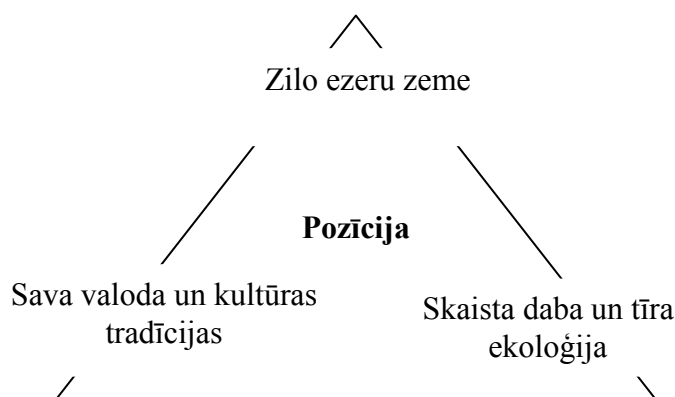 Zilo ezeru zeme
Pozīcija
Sava valoda un kultūras
tradīcijas
Skaista daba un tīra
ekoloģija